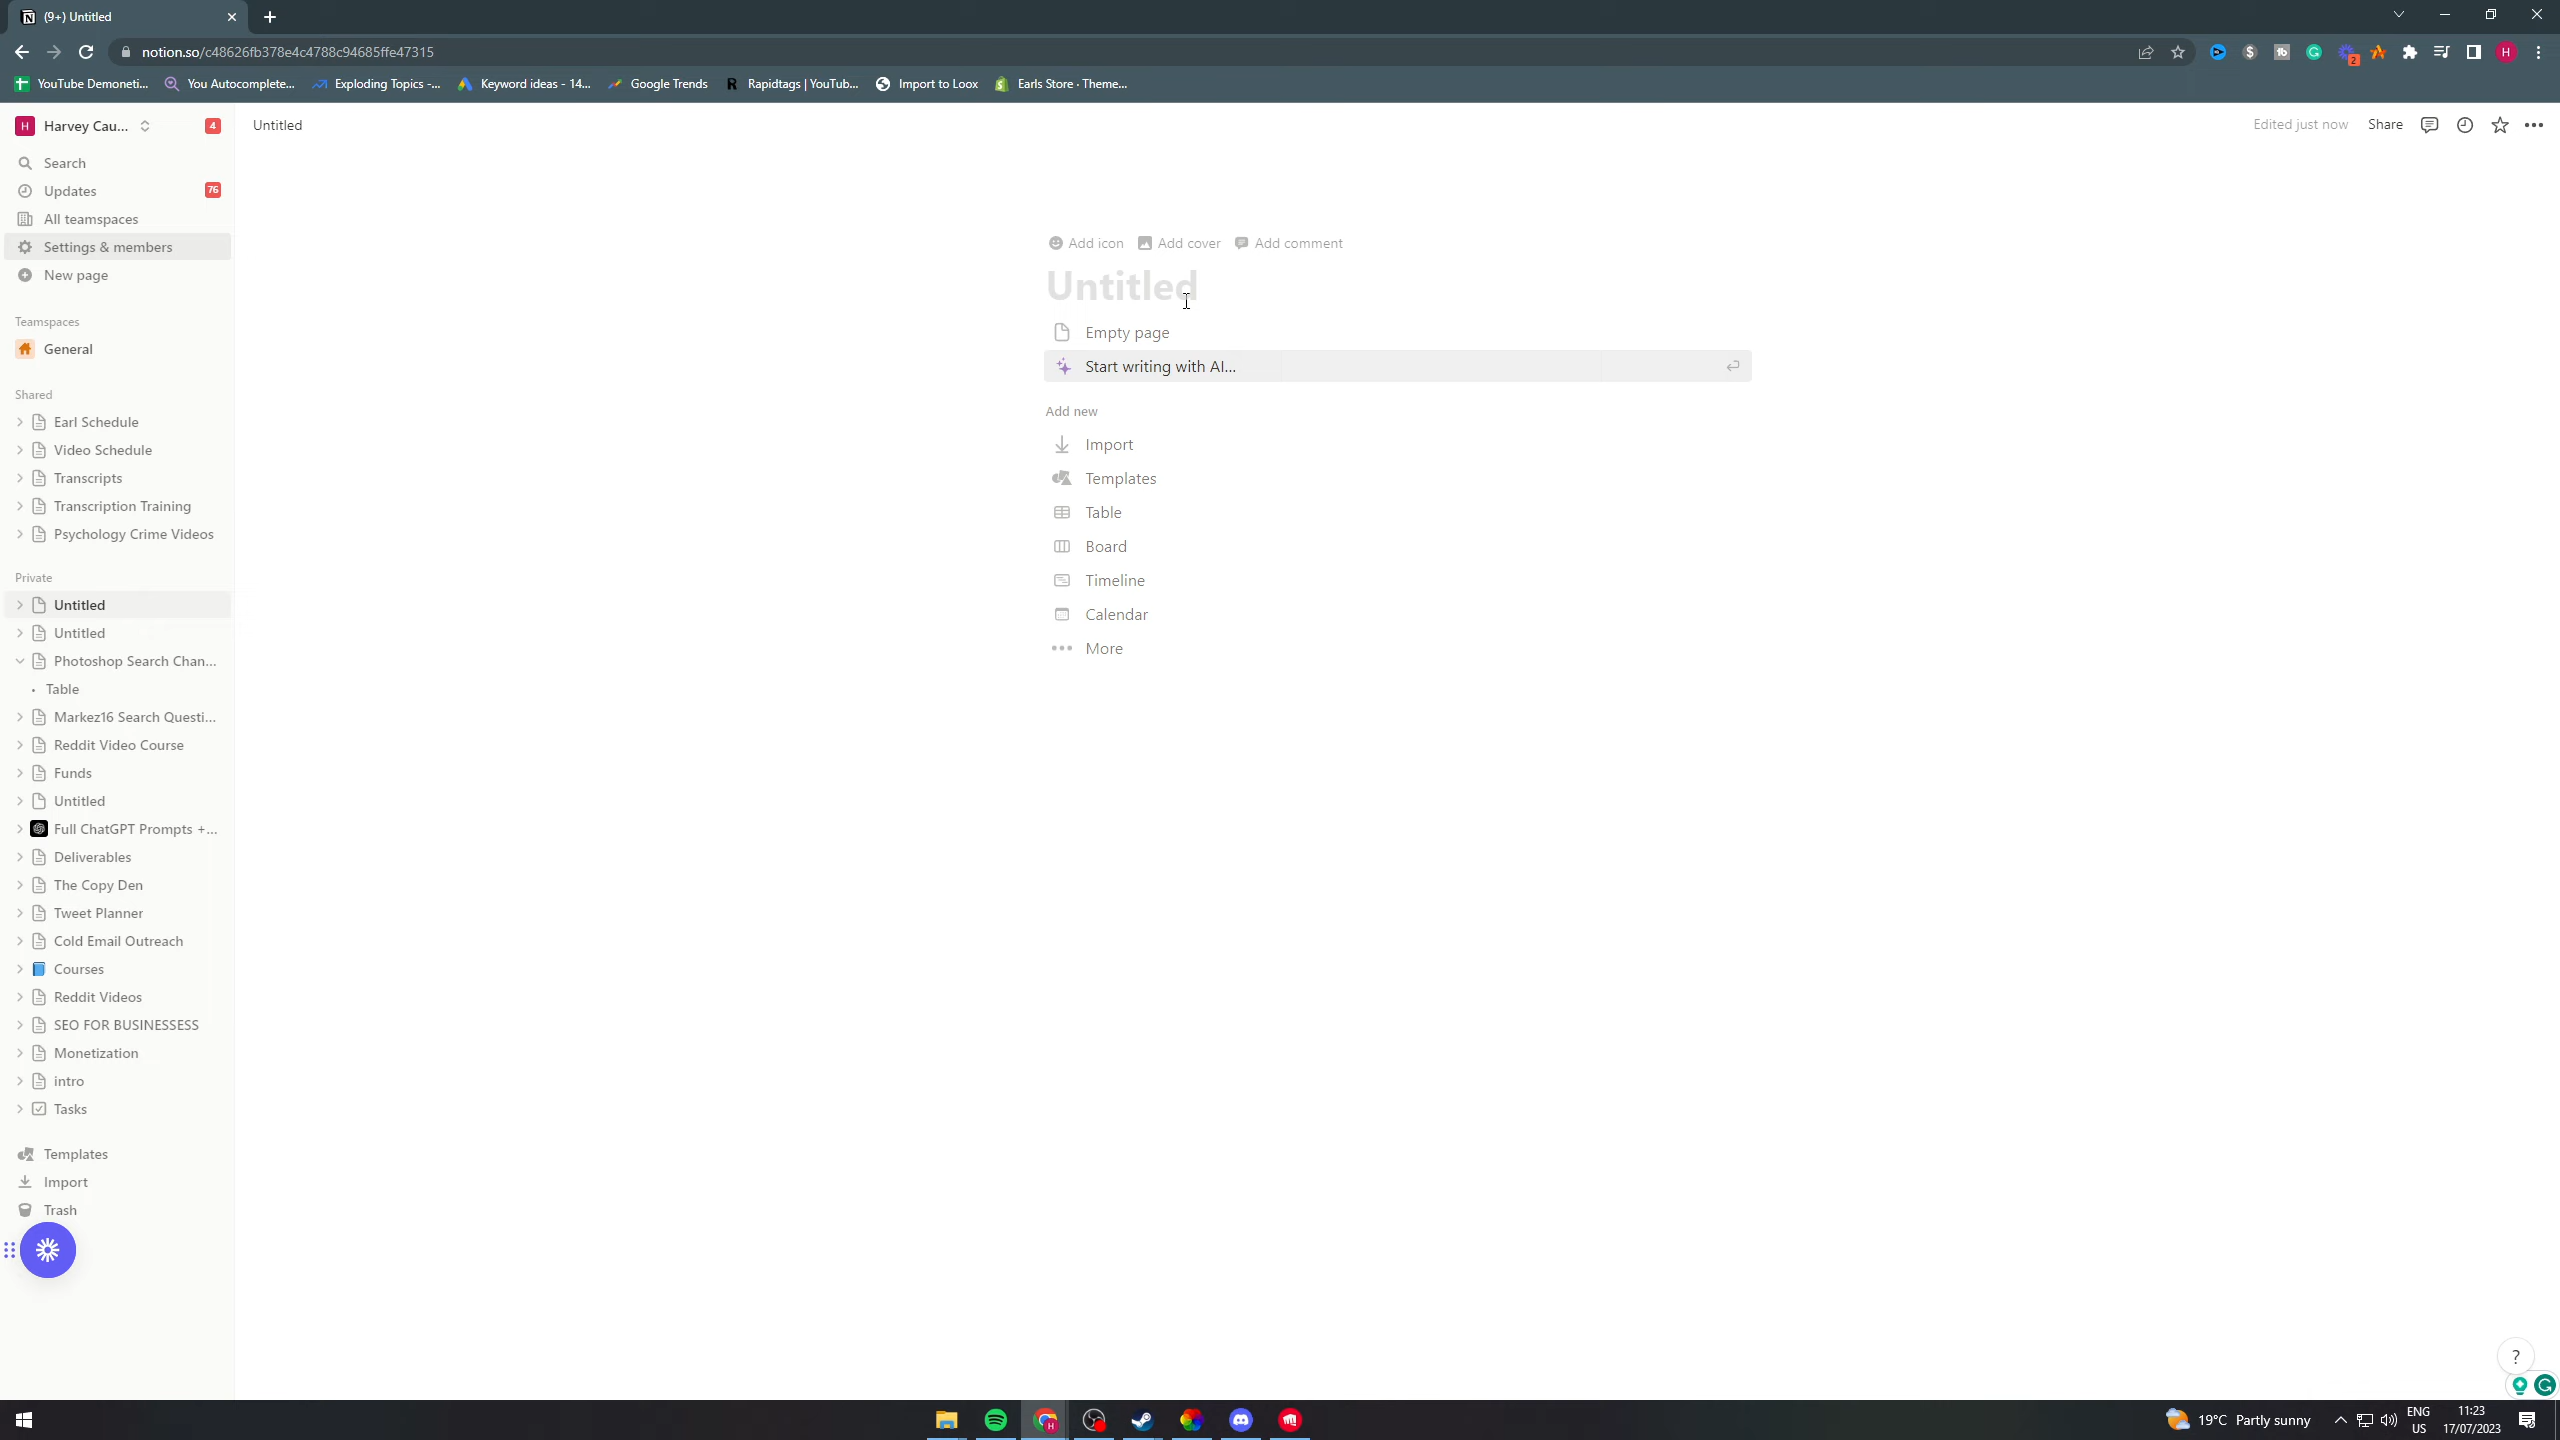 (9+) Untitled
notion.so/c48626fb378e4c4788c94685ffe47315
YouTube Demoneti...
You Autocomplete...
Exploding Topics -...
Keyword ideas - 14...
Google Trends
Rapidtags | YouTub...
Import to Loox
Earls Store · Theme...
Harvey Cau...
4
Untitled
Edited just now
Share
Search
Updates
76
All teamspaces
Settings & members
New page
Teamspaces
General
Shared
Earl Schedule
Video Schedule
Transcripts
Transcription Training
Psychology Crime Videos
Private
Untitled
Untitled
Photoshop Search Chan...
Table
Markez16 Search Questi...
Reddit Video Course
Funds
Untitled
Full ChatGPT Prompts +...
Deliverables
The Copy Den
Tweet Planner
Cold Email Outreach
Courses
Reddit Videos
SEO FOR BUSINESSESS
Monetization
intro
Tasks
Templates
Import
Trash
Add icon
Add cover
Add comment
Untitled
Empty page
Start writing with AI...
Add new
Import
Templates
Table
Board
Timeline
Calendar
More
?
19°C Partly sunny
ENG
US
11:23
17/07/2023